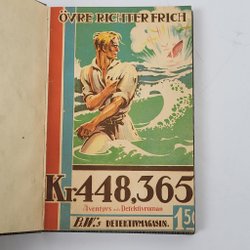 ÖVRE RICHTER FRICH
Kr. 448,365
Äventyrs och Detektivroman
B.W:s DETEKTIVMAGASIN.
1.50